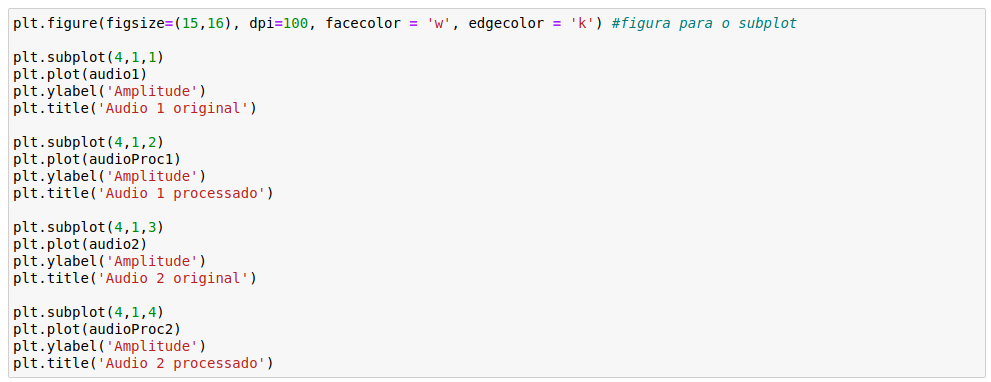 plt.figure(figsize=(15,16), dpi=100, facecolor = 'w', edgecolor = 'k') #figura para o subplot
plt.subplot(4,1,1)
plt.plot(audio1)
plt.ylabel('Amplitude')
plt.title('Audio 1 original')
plt.subplot(4,1,2)
plt.plot(audioProc1)
plt.ylabel('Amplitude')
plt.title('Audio 1 processado')
plt.subplot(4,1,3)
plt.plot(audio2)
plt.ylabel('Amplitude')
plt.title('Audio 2 original')
plt.subplot(4,1,4)
plt.plot(audioProc2)
plt.ylabel('Amplitude')
plt.title('Audio 2 processado')